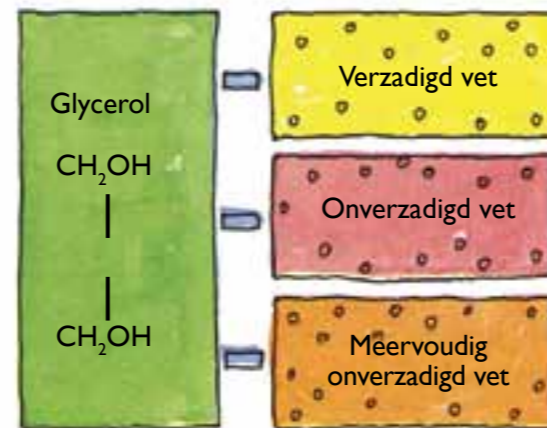 Glycerol
CH₂OH
CH₂OH
Verzadigd vet
Onverzadigd vet
Meervoudig
onverzadigd vet